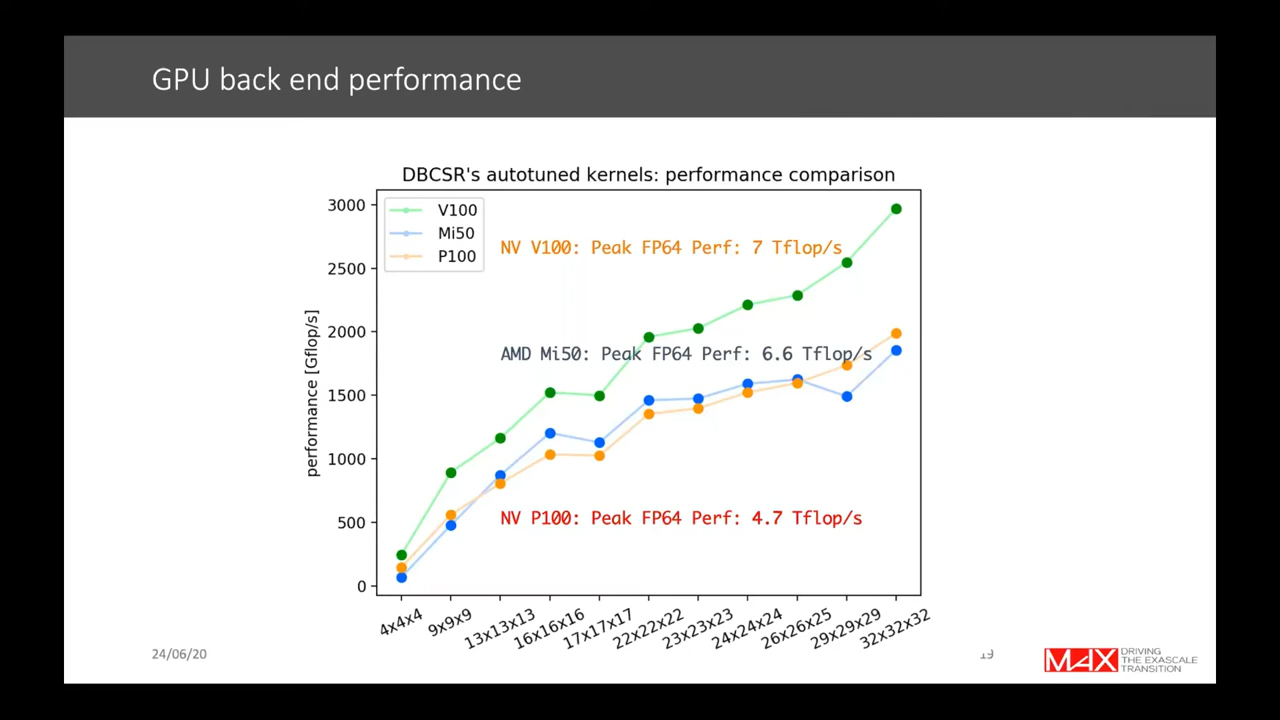 GPU back end performance
DBCSR's autotuned kernels: performance comparison
3000
2500
2000
1500
1000
500
0
performance [Gflop/s]
V100
Mi50
P100
NV V100: Peak FP64 Perf: 7 Tflop/s
AMD Mi50: Peak FP64 Perf: 6.6 Tflop/s
NV P100: Peak FP64 Perf: 4.7 Tflop/s
4x4x4
9x9x9
13x13x13
16x16x16
17x17x17
22x22x22
23x23x23
24x24x24
26x26x25
29x29x29
32x32x32
24/06/20
19
MAX
DRIVING
THE EXASCALE
TRANSITION